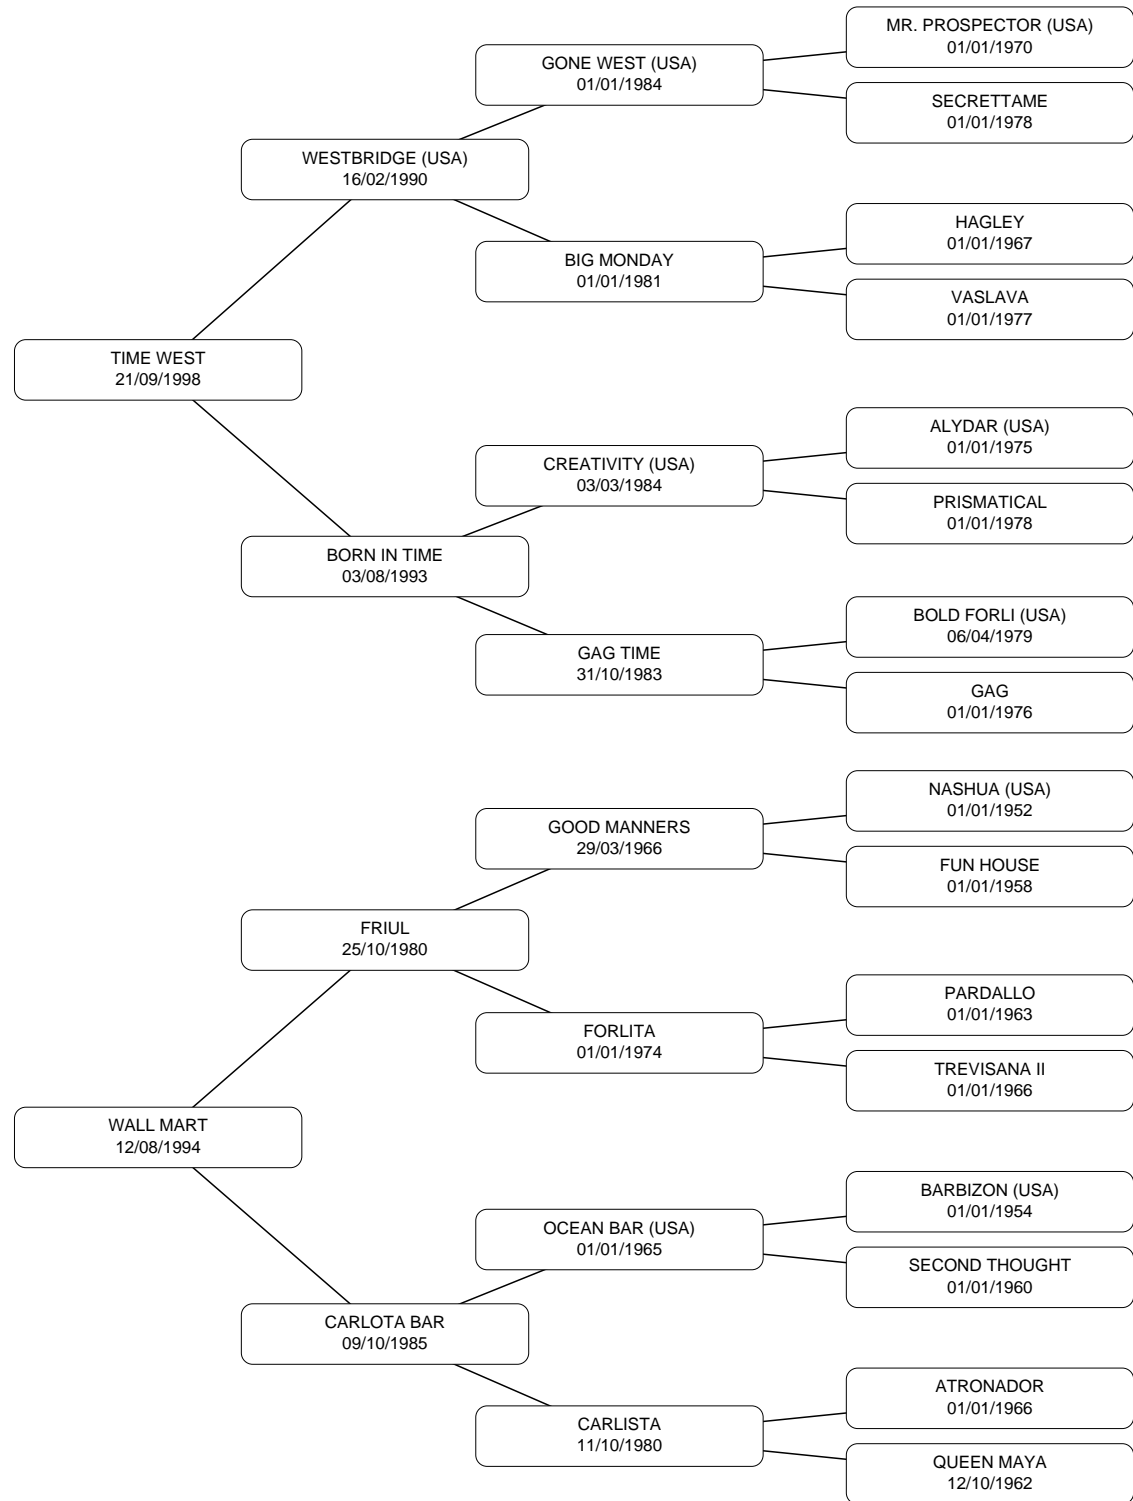 MR. PROSPECTOR (USA)
01/01/1970
GONE WEST (USA)
01/01/1984
SECRETTAME
01/01/1978
WESTBRIDGE (USA)
16/02/1990
HAGLEY
01/01/1967
BIG MONDAY
01/01/1981
VASLAVA
01/01/1977
TIME WEST
21/09/1998
ALYDAR (USA)
01/01/1975
CREATIVITY (USA)
03/03/1984
PRISMATICAL
01/01/1978
BORN IN TIME
03/08/1993
BOLD FORLI (USA)
06/04/1979
GAG TIME
31/10/1983
GAG
01/01/1976
NASHUA (USA)
01/01/1952
GOOD MANNERS
29/03/1966
FUN HOUSE
01/01/1958
FRIUL
25/10/1980
PARDALLO
01/01/1963
FORLITA
01/01/1974
TREVISANA II
01/01/1966
WALL MART
12/08/1994
BARBIZON (USA)
01/01/1954
OCEAN BAR (USA)
01/01/1965
SECOND THOUGHT
01/01/1960
CARLOTA BAR
09/10/1985
ATRONADOR
01/01/1966
CARLISTA
11/10/1980
QUEEN MAYA
12/10/1962